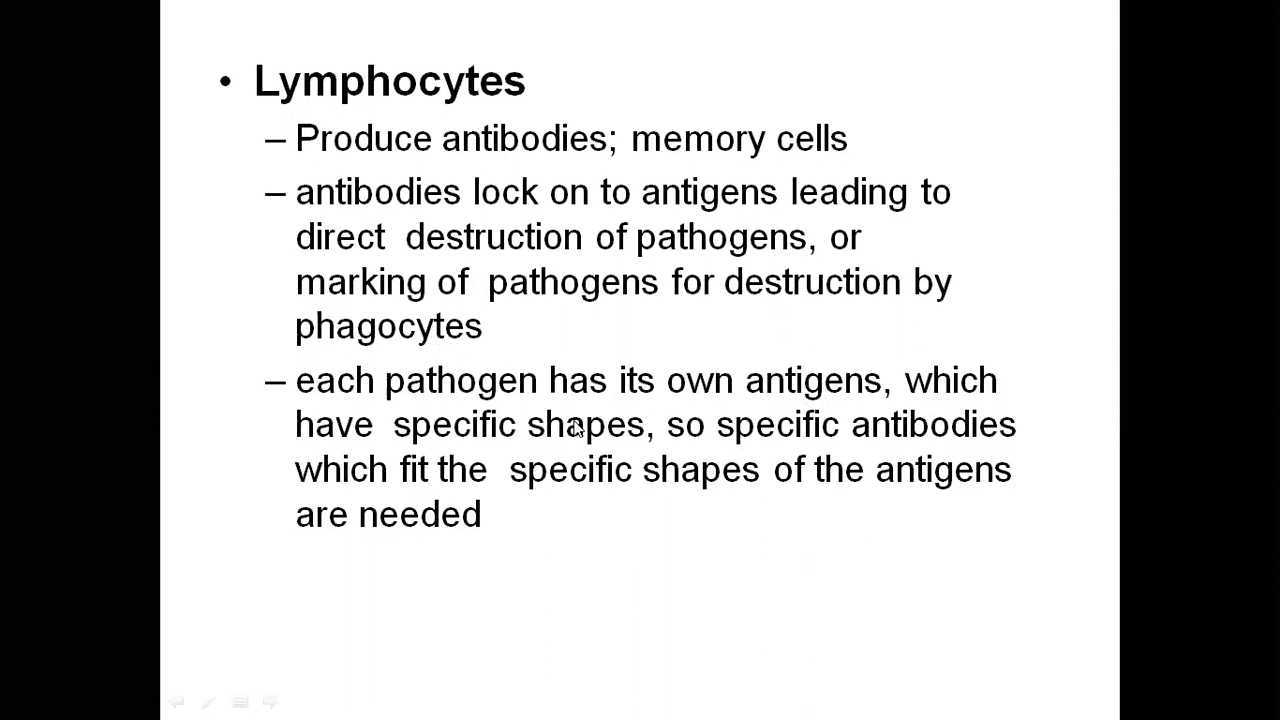 • Lymphocytes
– Produce antibodies; memory cells
– antibodies lock on to antigens leading to
direct destruction of pathogens, or
marking of pathogens for destruction by
phagocytes
– each pathogen has its own antigens, which
have specific shapes, so specific antibodies
which fit the specific shapes of the antigens
are needed